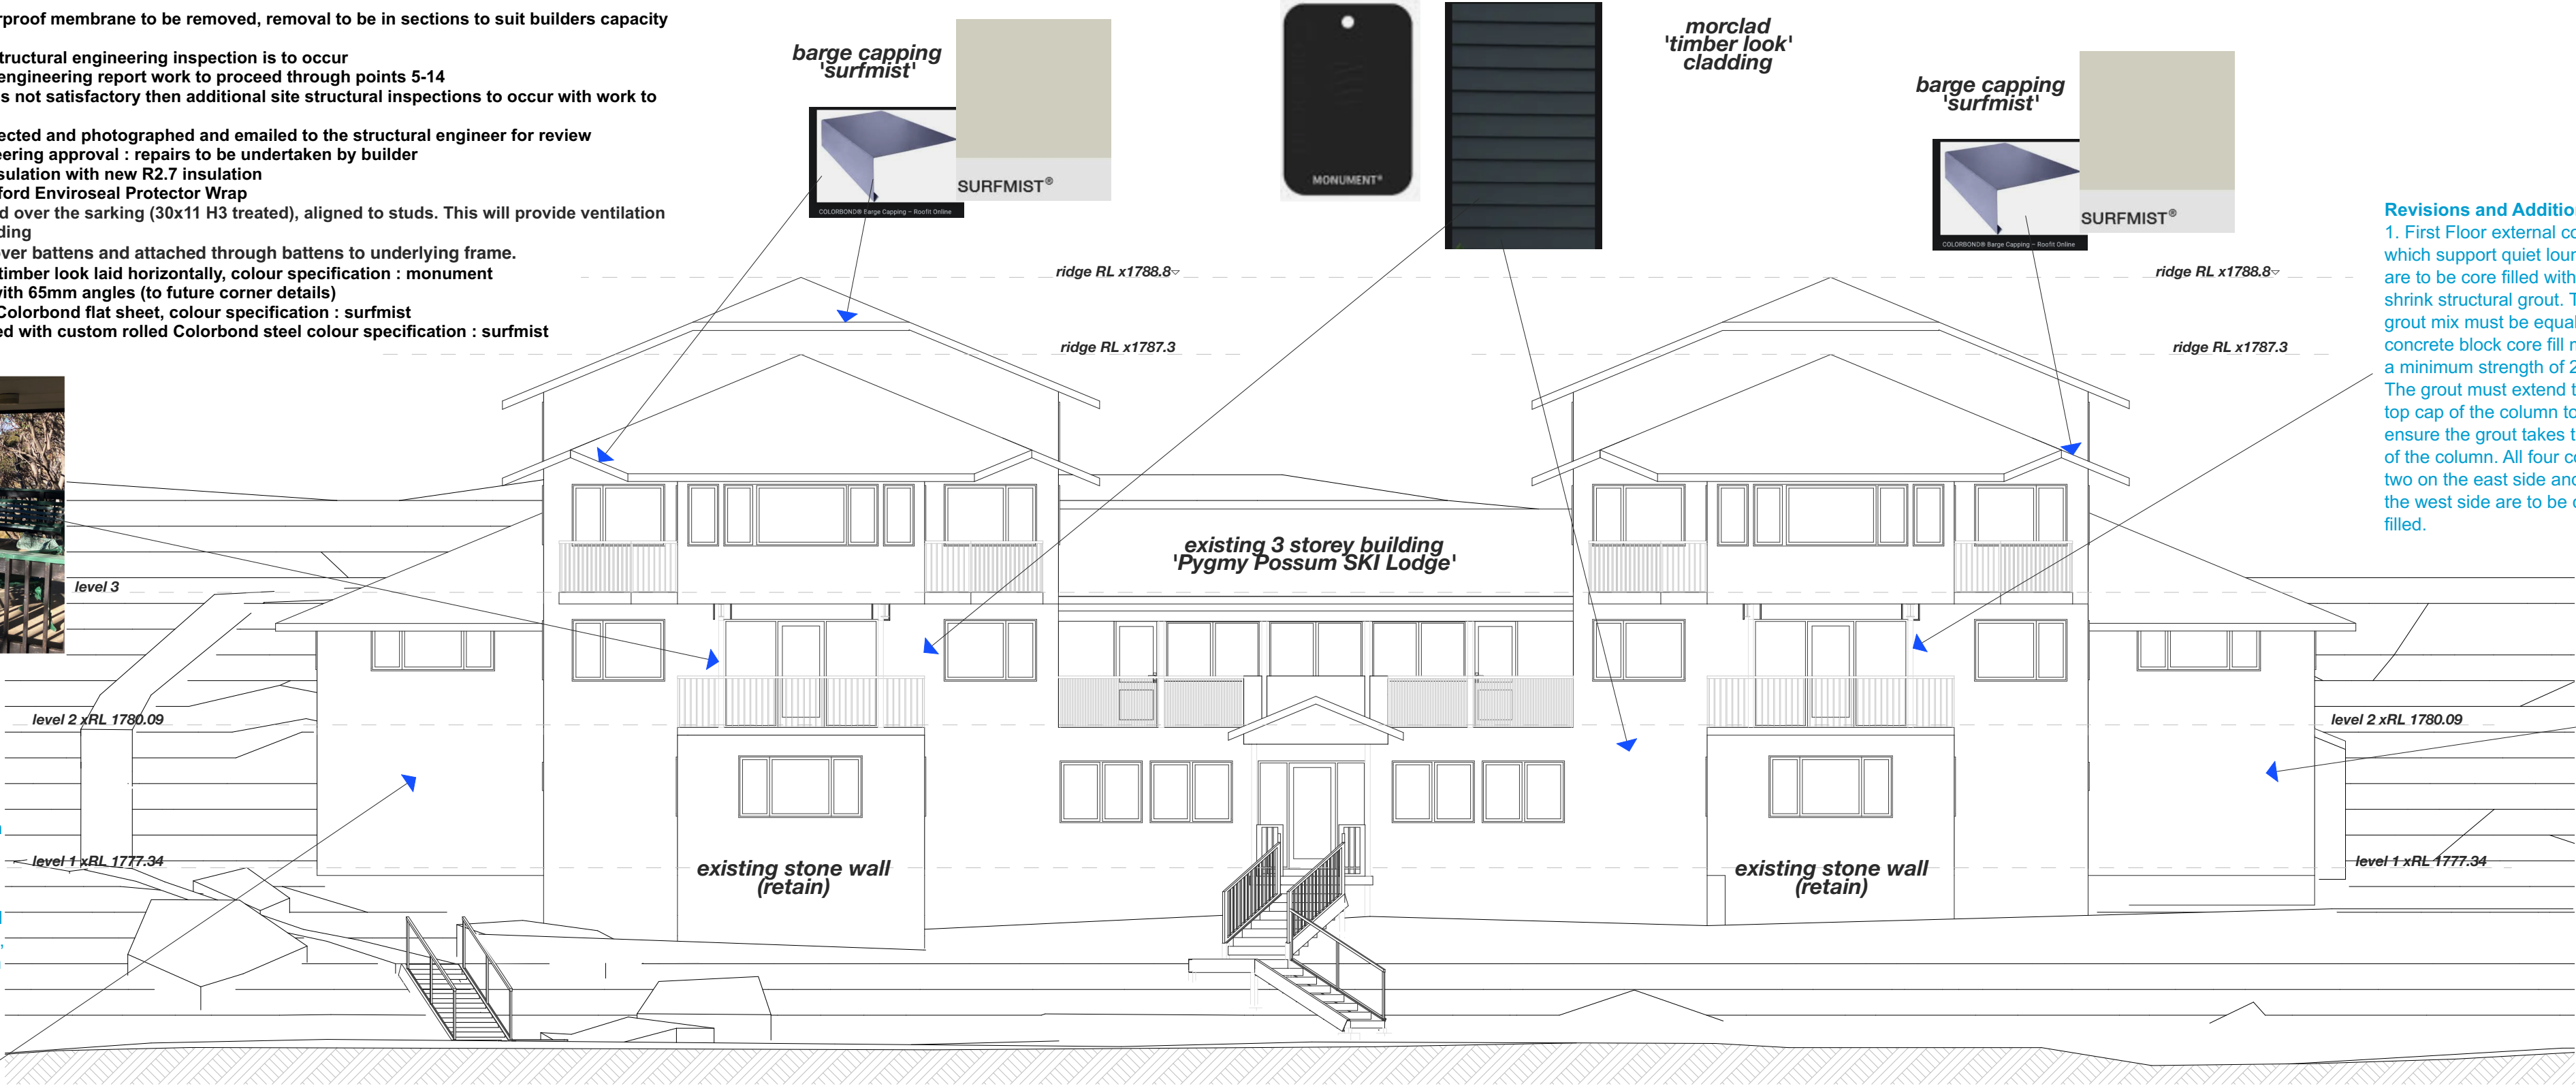 rproof membrane to be removed, removal to be in sections to suit builders capacity
tructural engineering inspection is to occur
engineering report work to proceed through points 5-14
s not satisfactory then additional site structural inspections to occur with work to
ected and photographed and emailed to the structural engineer for review
eering approval : repairs to be undertaken by builder
sulation with new R2.7 insulation
ford Enviroseal Protector Wrap
d over the sarking (30x11 H3 treated), aligned to studs. This will provide ventilation
ding
over battens and attached through battens to underlying frame.
timber look laid horizontally, colour specification : monument
with 65mm angles (to future corner details)
Colorbond flat sheet, colour specification : surfmist
ed with custom rolled Colorbond steel colour specification : surfmist
barge capping
'surfmist'
COLORBOND® Barge Capping – Roofit Online
SURFMIST®
MONUMENT®
morclad
'timber look'
cladding
barge capping
'surfmist'
COLORBOND® Barge Capping – Roofit Online
SURFMIST®
Revisions and Additio
1. First Floor external co
which support quiet loun
are to be core filled with
shrink structural grout. T
grout mix must be equal
concrete block core fill m
a minimum strength of 2
The grout must extend t
top cap of the column to
ensure the grout takes t
of the column. All four co
two on the east side and
the west side are to be c
filled.
ridge RL x1788.8
ridge RL x1788.8
ridge RL x1787.3
ridge RL x1787.3
existing 3 storey building
'Pygmy Possum SKI Lodge'
level 3
level 2 xRL 1780.09
level 2 xRL 1780.09
level 1 xRL 1777.34
level 1 xRL 1777.34
existing stone wall
(retain)
existing stone wall
(retain)